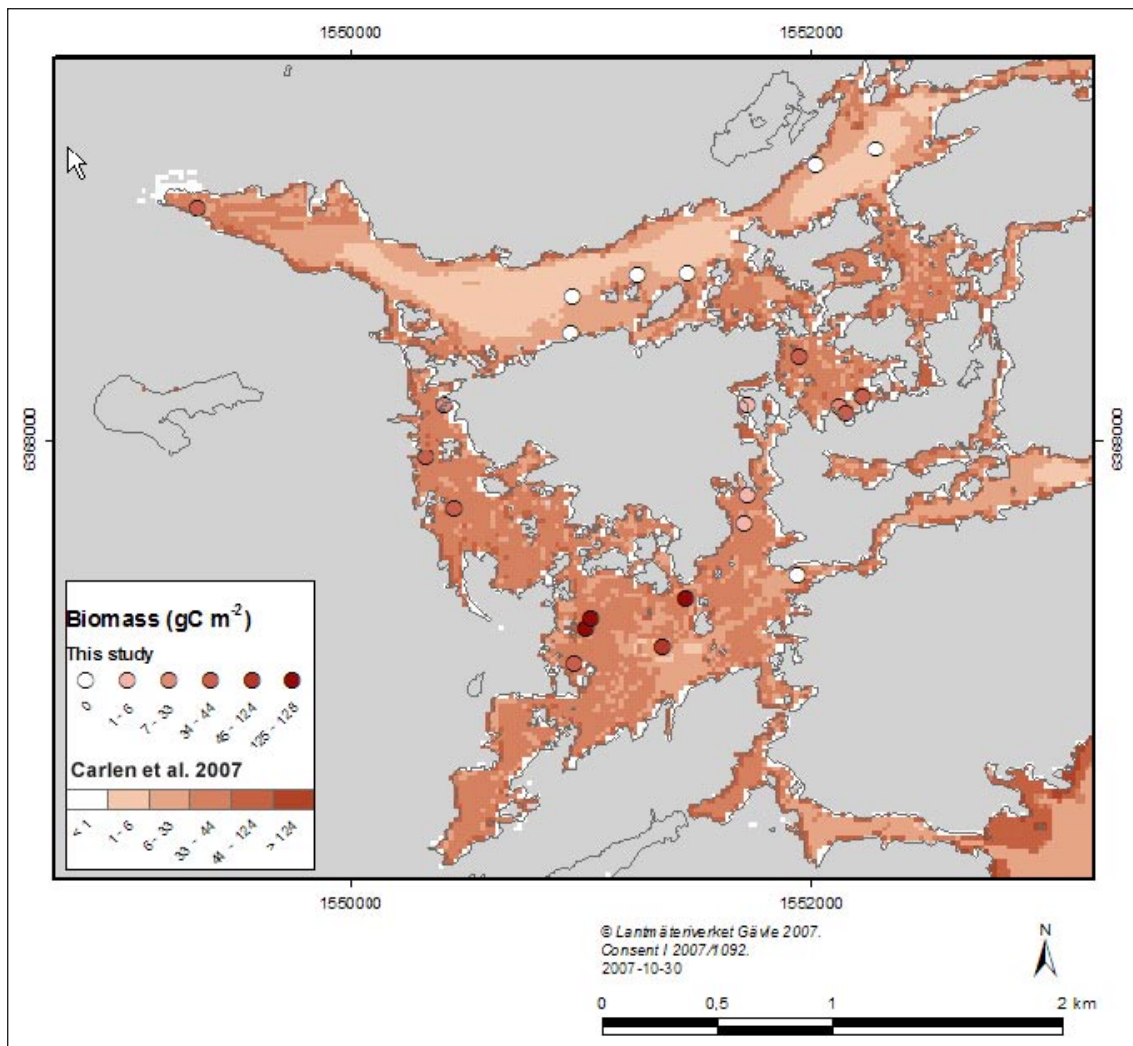 1550000 1552000
6368000 6368000
Biomass (gC m-2)
This study
0 1 - 6 7 - 33 34 - 44 45 - 124 125 - 128
Carlen et al. 2007
< 1 1 - 6 6 - 33 33 - 44 44 - 124 > 124
1550000 1552000
© Lantmäteriverket Gävle 2007.
Consent I 2007/1092.
2007-10-30
N
0 0,5 1 2 km